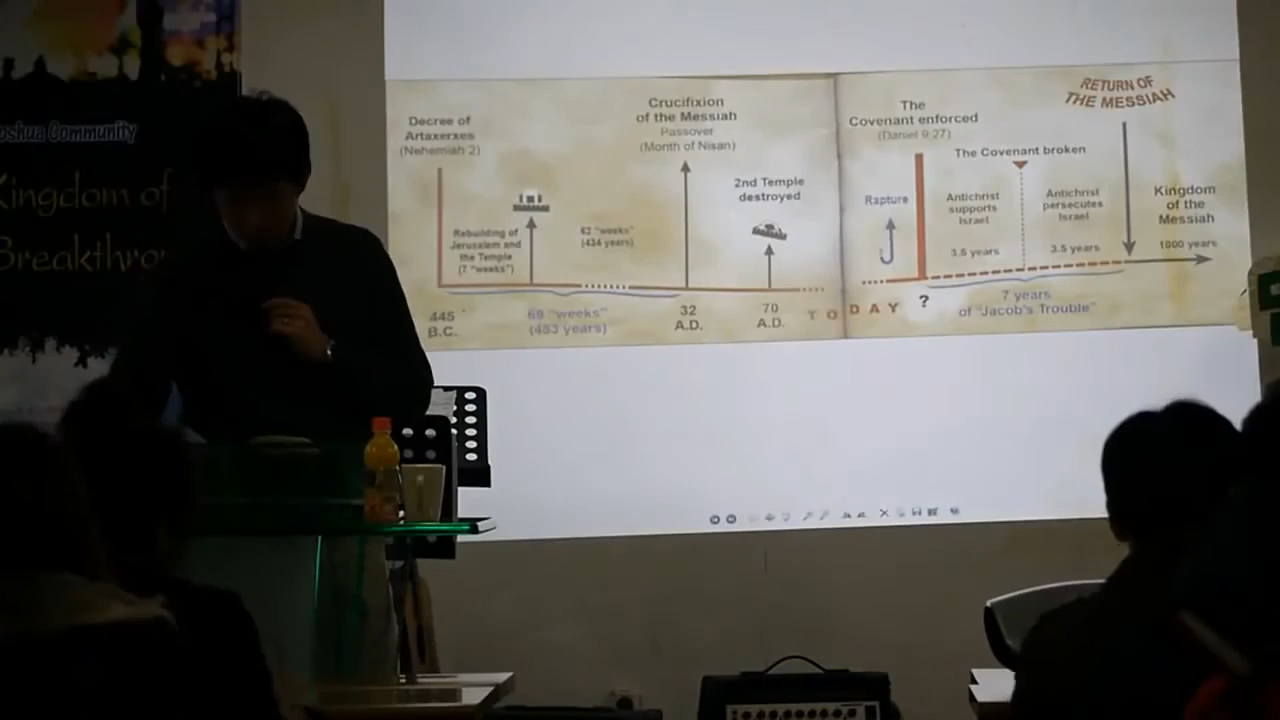 oshua Community
Kingdom of
Breakthro
Decree of
Artaxerxes
(Nehemiah 2)
Rebuilding of
Jerusalem and
the Temple
(7 "weeks")
62 "weeks"
(434 years)
Crucifixion
of the Messiah
Passover
(Month of Nisan)
2nd Temple
destroyed
445
B.C.
69 "weeks"
(483 years)
32
A.D.
70
A.D.
TODAY
?
Rapture
The
Covenant enforced
(Daniel 9:27)
The Covenant broken
Antichrist
supports
Israel
3.5 years
Antichrist
persecutes
Israel
3.5 years
7 years
of "Jacob's Trouble"
RETURN OF
THE MESSIAH
Kingdom
of the
Messiah
1000 years